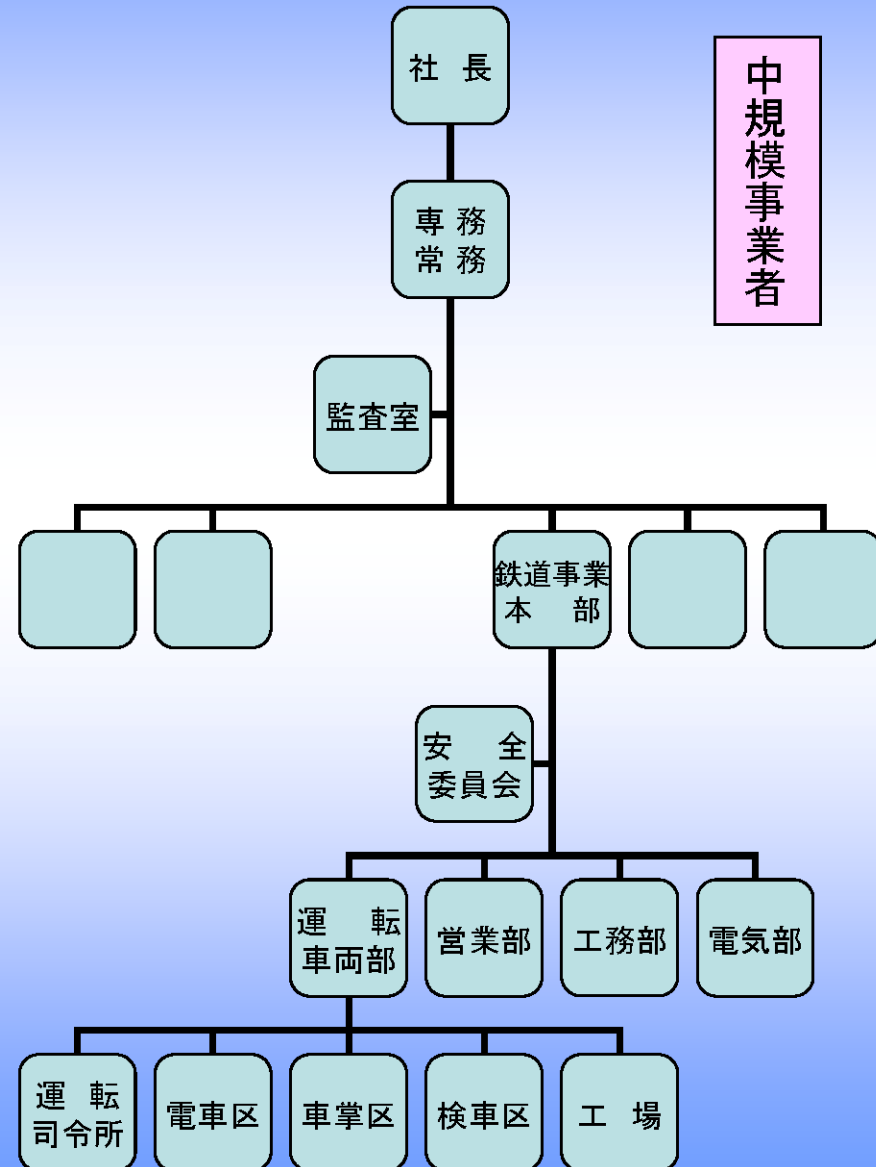 社 長
中規模事業者
専 務
常 務
監査室
鉄道事業
本 部
安 全
委員会
運 転
車両部
営業部
工務部
電気部
運 転
司令所
電車区
車掌区
検車区
工 場